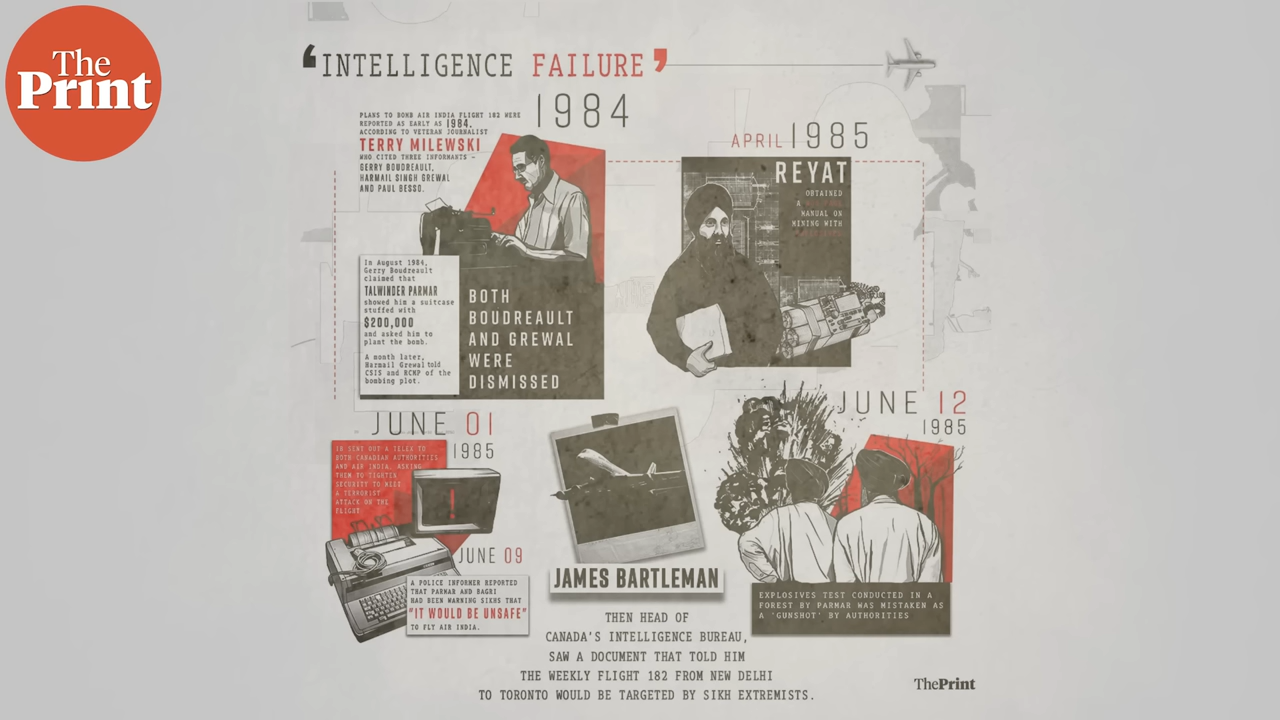 The
Print
‘INTELLIGENCE FAILURE’
1984
PLANS TO BOMB AIR INDIA FLIGHT 182 WERE
REPORTED AS EARLY AS 1984,
ACCORDING TO VETERAN JOURNALIST
TERRY MILEWSKI
WHO CITED THREE INFORMANTS -
GERRY BOUDREAULT,
HARMAIL SINGH GREWAL
AND PAUL BESSO.
In August 1984,
Gerry Boudreault
claimed that
TALWINDER PARMAR
showed him a suitcase
stuffed with
$200,000
and asked him to
plant the bomb.
A month later,
Harmail Grewal told
CSIS and RCMP of the
bombing plot.
BOTH
BOUDREAULT
AND GREWAL
WERE
DISMISSED
APRIL 1985
REYAT
OBTAINED
A
MANUAL ON
MINING WITH
JUNE 01
1985
SENT OUT A TELEX TO
BOTH CANADIAN AUTHORITIES
AND AIR INDIA, ASKING
THEM TO TIGHTEN
SECURITY TO
A TERRORIST
ATTACK ON THE
FLIGHT.
!
JUNE 09
A POLICE INFORMER REPORTED
THAT PARMAR AND BAGRI
HAD BEEN WARNING SIKHS THAT
"IT WOULD BE UNSAFE"
TO FLY AIR INDIA.
JAMES BARTLEMAN
THEN HEAD OF
CANADA'S INTELLIGENCE BUREAU,
SAW A DOCUMENT THAT TOLD HIM
THE WEEKLY FLIGHT 182 FROM NEW DELHI
TO TORONTO WOULD BE TARGETED BY SIKH EXTREMISTS.
JUNE 12
1985
EXPLOSIVES TEST CONDUCTED IN A
FOREST BY PARMAR WAS MISTAKEN AS
A 'GUNSHOT' BY AUTHORITIES
ThePrint